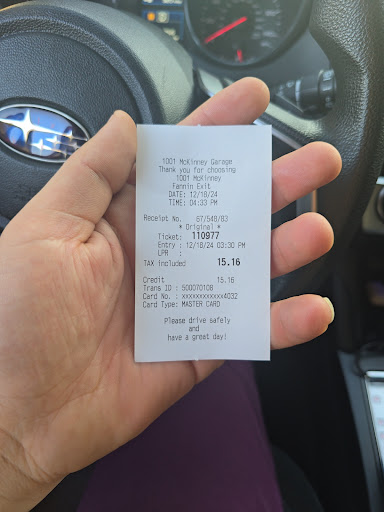 1001 McKinney Garage
Thank you for choosing
1001 McKinney
Fannin Exit
DATE: 12/18/24
TIME: 04:33 PM
Receipt No. 67/548/83
* Original *
Ticket: 110977
Entry : 12/18/24 03:30 PM
LPR :
TAX included 15.16
Credit 15.16
Trans ID : 500070108
Card No. : xxxxxxxxxxxx4032
Card Type: MASTER CARD
Please drive safely
and
have a great day!